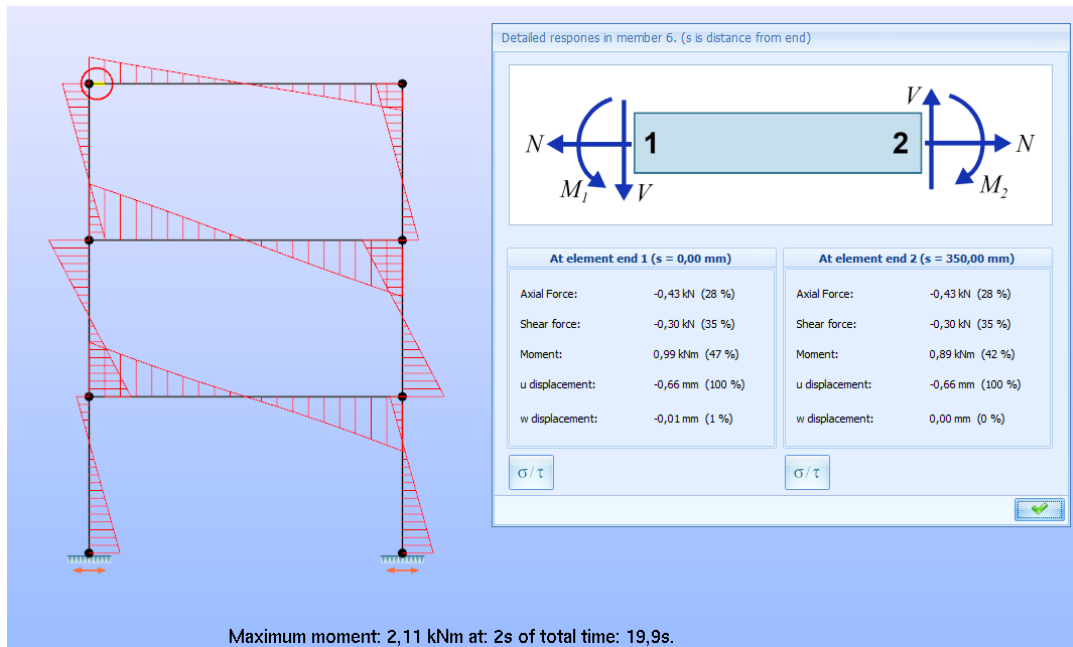 Detailed respones in member 6. (s is distance from end)
V
N 1 2 N
M1 V M2
At element end 1 (s = 0,00 mm)
Axial Force: -0,43 kN (28 %)
Shear force: -0,30 kN (35 %)
Moment: 0,99 kNm (47 %)
u displacement: -0,66 mm (100 %)
w displacement: -0,01 mm (1 %)
σ/τ
At element end 2 (s = 350,00 mm)
Axial Force: -0,43 kN (28 %)
Shear force: -0,30 kN (35 %)
Moment: 0,89 kNm (42 %)
u displacement: -0,66 mm (100 %)
w displacement: 0,00 mm (0 %)
σ/τ
Maximum moment: 2,11 kNm at: 2s of total time: 19,9s.